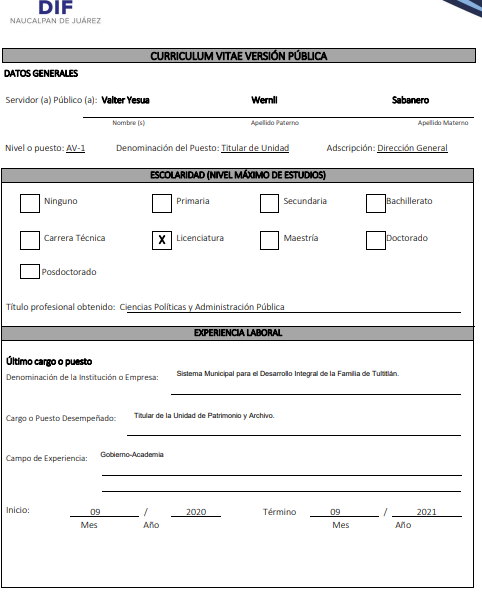 DIF
NAUCALPAN DE JUÁREZ
CURRICULUM VITAE VERSIÓN PÚBLICA
DATOS GENERALES
Servidor (a) Público (a): Valter Yesua Wernli Sabanero
Nombre (s) Apellido Paterno Apellido Materno
Nivel o puesto: AV-1 Denominación del Puesto: Titular de Unidad Adscripción: Dirección General
ESCOLARIDAD (NIVEL MÁXIMO DE ESTUDIOS)
Ninguno Primaria Secundaria Bachillerato
Carrera Técnica X Licenciatura Maestría Doctorado
Posdoctorado
Título profesional obtenido: Ciencias Políticas y Administración Pública
EXPERIENCIA LABORAL
Último cargo o puesto
Denominación de la Institución o Empresa: Sistema Municipal para el Desarrollo Integral de la Familia de Tultitlán.
Cargo o Puesto Desempeñado: Titular de la Unidad de Patrimonio y Archivo.
Campo de Experiencia: Gobierno-Academia
Inicio: 09 / 2020 Término 09 / 2021
Mes Año Mes Año